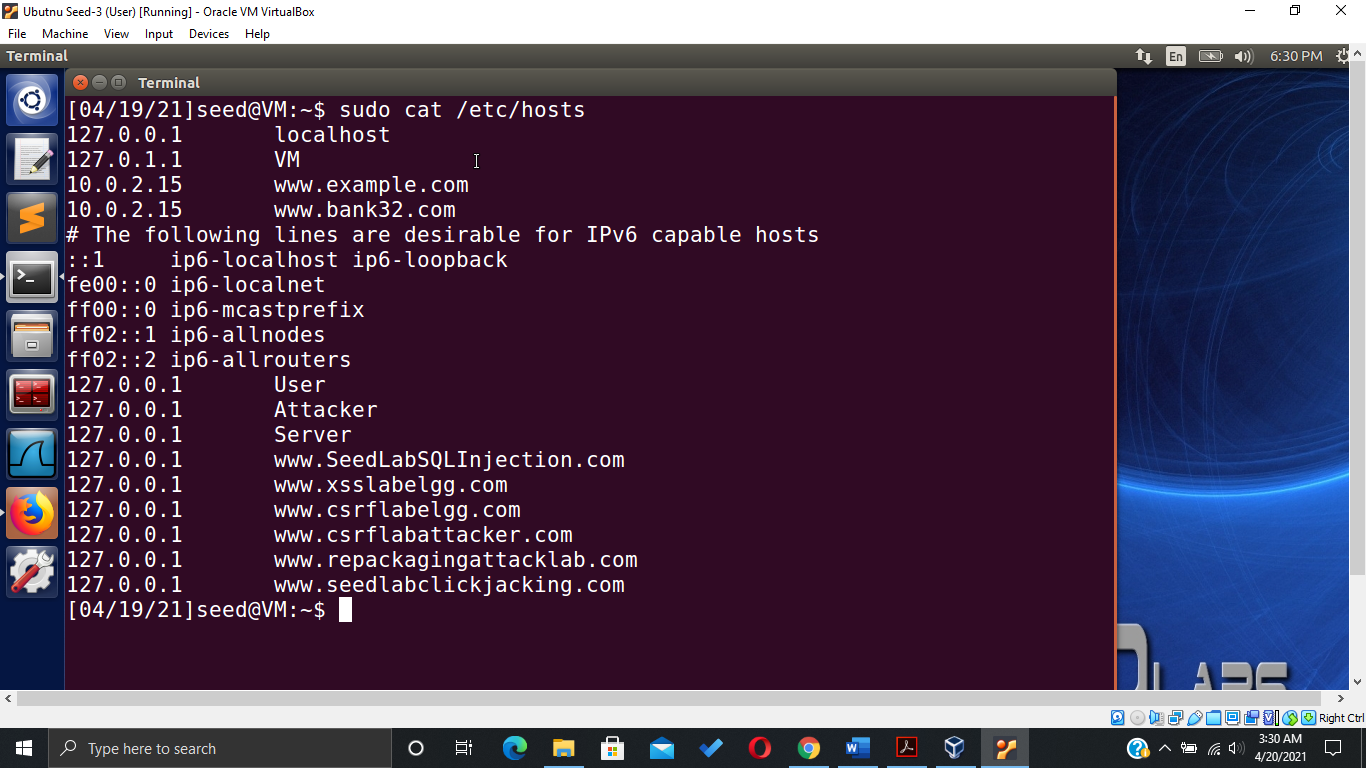 Ubutnu Seed-3 (User) [Running] - Oracle VM VirtualBox
File Machine View Input Devices Help
Terminal En 6:30 PM
Terminal
[04/19/21]seed@VM:~$ sudo cat /etc/hosts
127.0.0.1 localhost
127.0.1.1 VM
10.0.2.15 www.example.com
10.0.2.15 www.bank32.com
# The following lines are desirable for IPv6 capable hosts
::1 ip6-localhost ip6-loopback
fe00::0 ip6-localnet
ff00::0 ip6-mcastprefix
ff02::1 ip6-allnodes
ff02::2 ip6-allrouters
127.0.0.1 User
127.0.0.1 Attacker
127.0.0.1 Server
127.0.0.1 www.SeedLabSQLInjection.com
127.0.0.1 www.xsslabelgg.com
127.0.0.1 www.csrflabelgg.com
127.0.0.1 www.csrflabattacker.com
127.0.0.1 www.repackagingattacklab.com
127.0.0.1 www.seedlabclickjacking.com
[04/19/21]seed@VM:~$
Right Ctrl
Type here to search
3:30 AM
4/20/2021